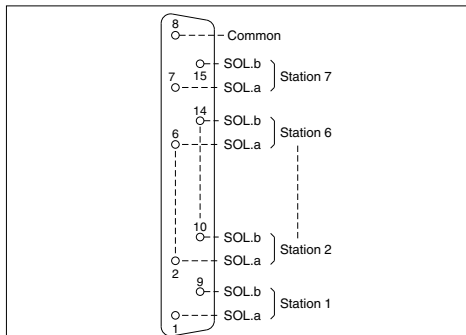 8
Common
SOL.b
15
7
Station 7
SOL.a
14
SOL.b
6
Station 6
SOL.a
10
SOL.b
Station 2
2
SOL.a
9
SOL.b
Station 1
1
SOL.a